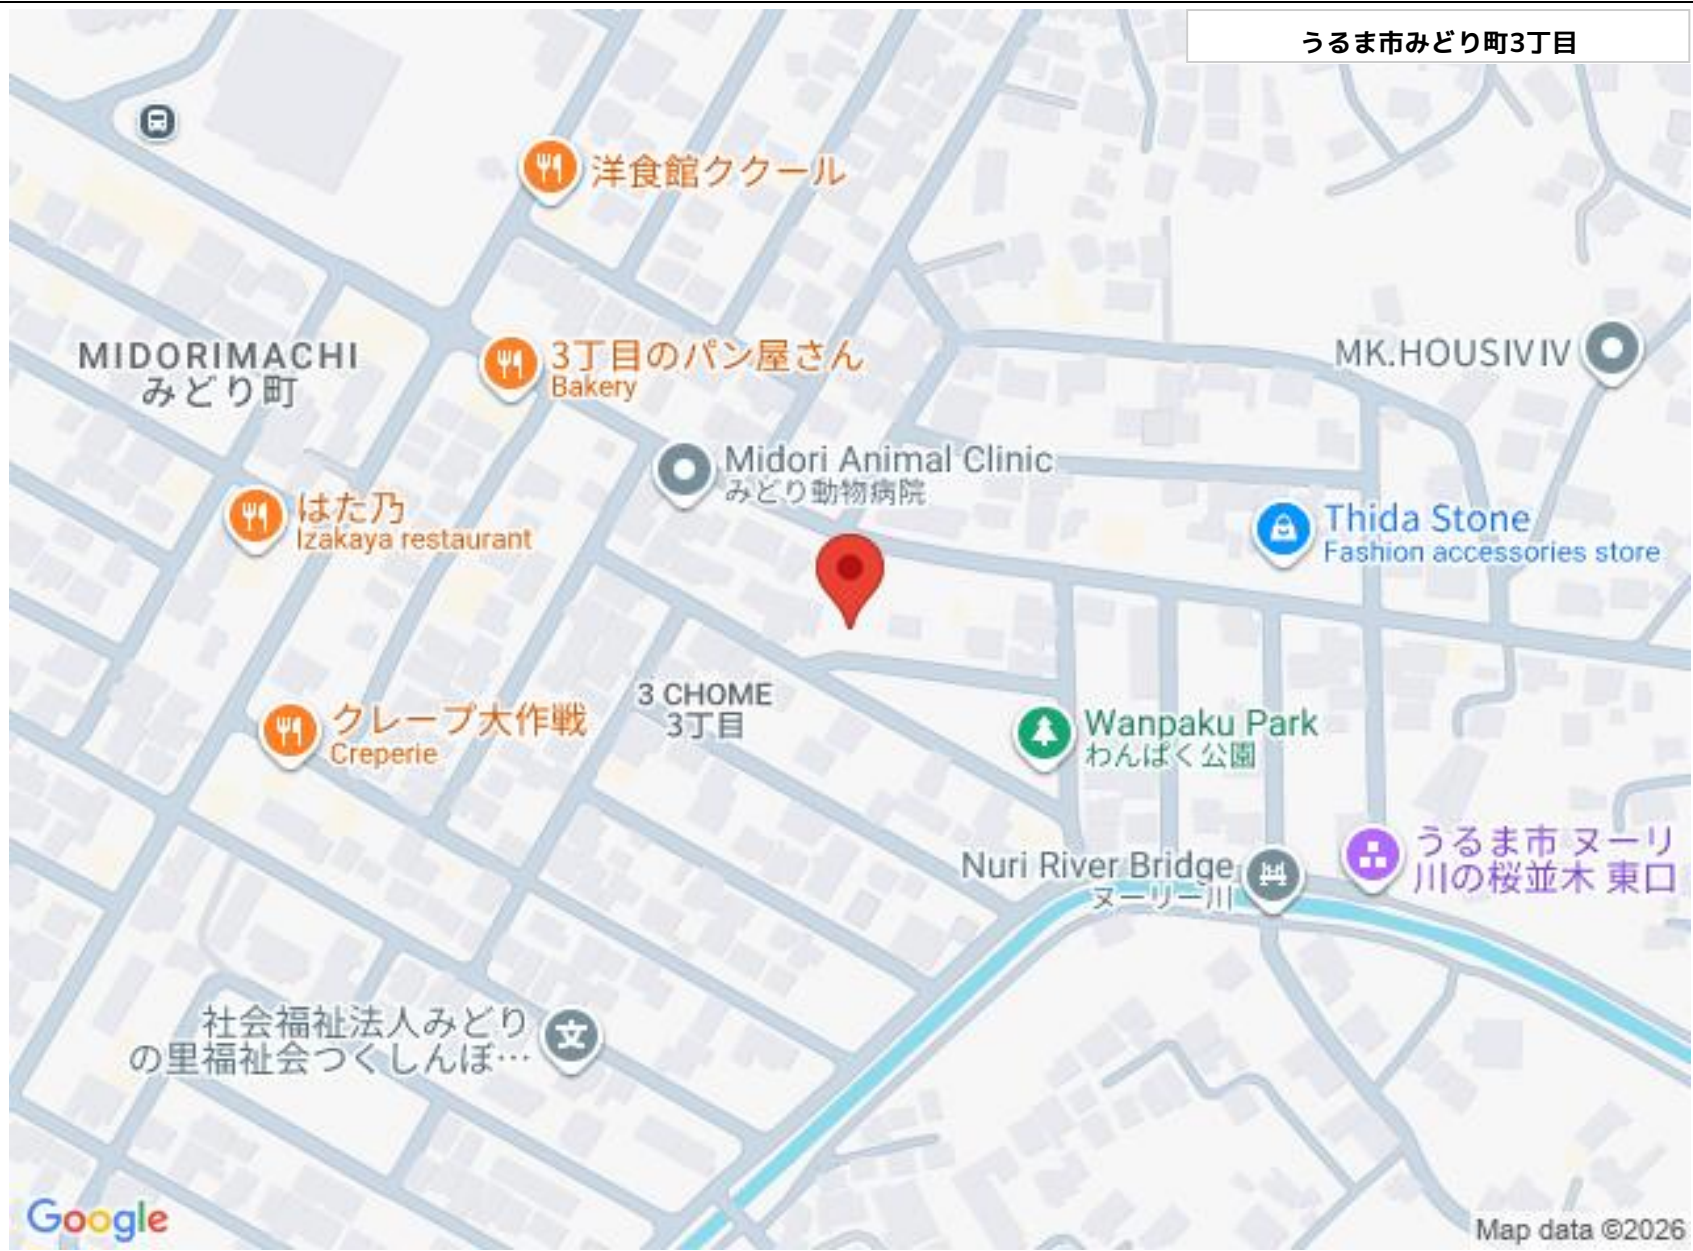 うるま市みどり町3丁目
洋食館ククール
MIDORIMACHI
みどり町
3丁目のパン屋さん
Bakery
MK.HOUSIVIV
Midori Animal Clinic
みどり動物病院
はた乃
Izakaya restaurant
Thida Stone
Fashion accessories store
3 CHOME
3丁目
クレープ大作戦
Creperie
Wanpaku Park
わんぱく公園
Nuri River Bridge
ヌーリー川
うるま市 ヌーリ
川の桜並木 東口
社会福祉法人みどり
の里福祉会つくしんぼ…
文
Google
Map data ©2026